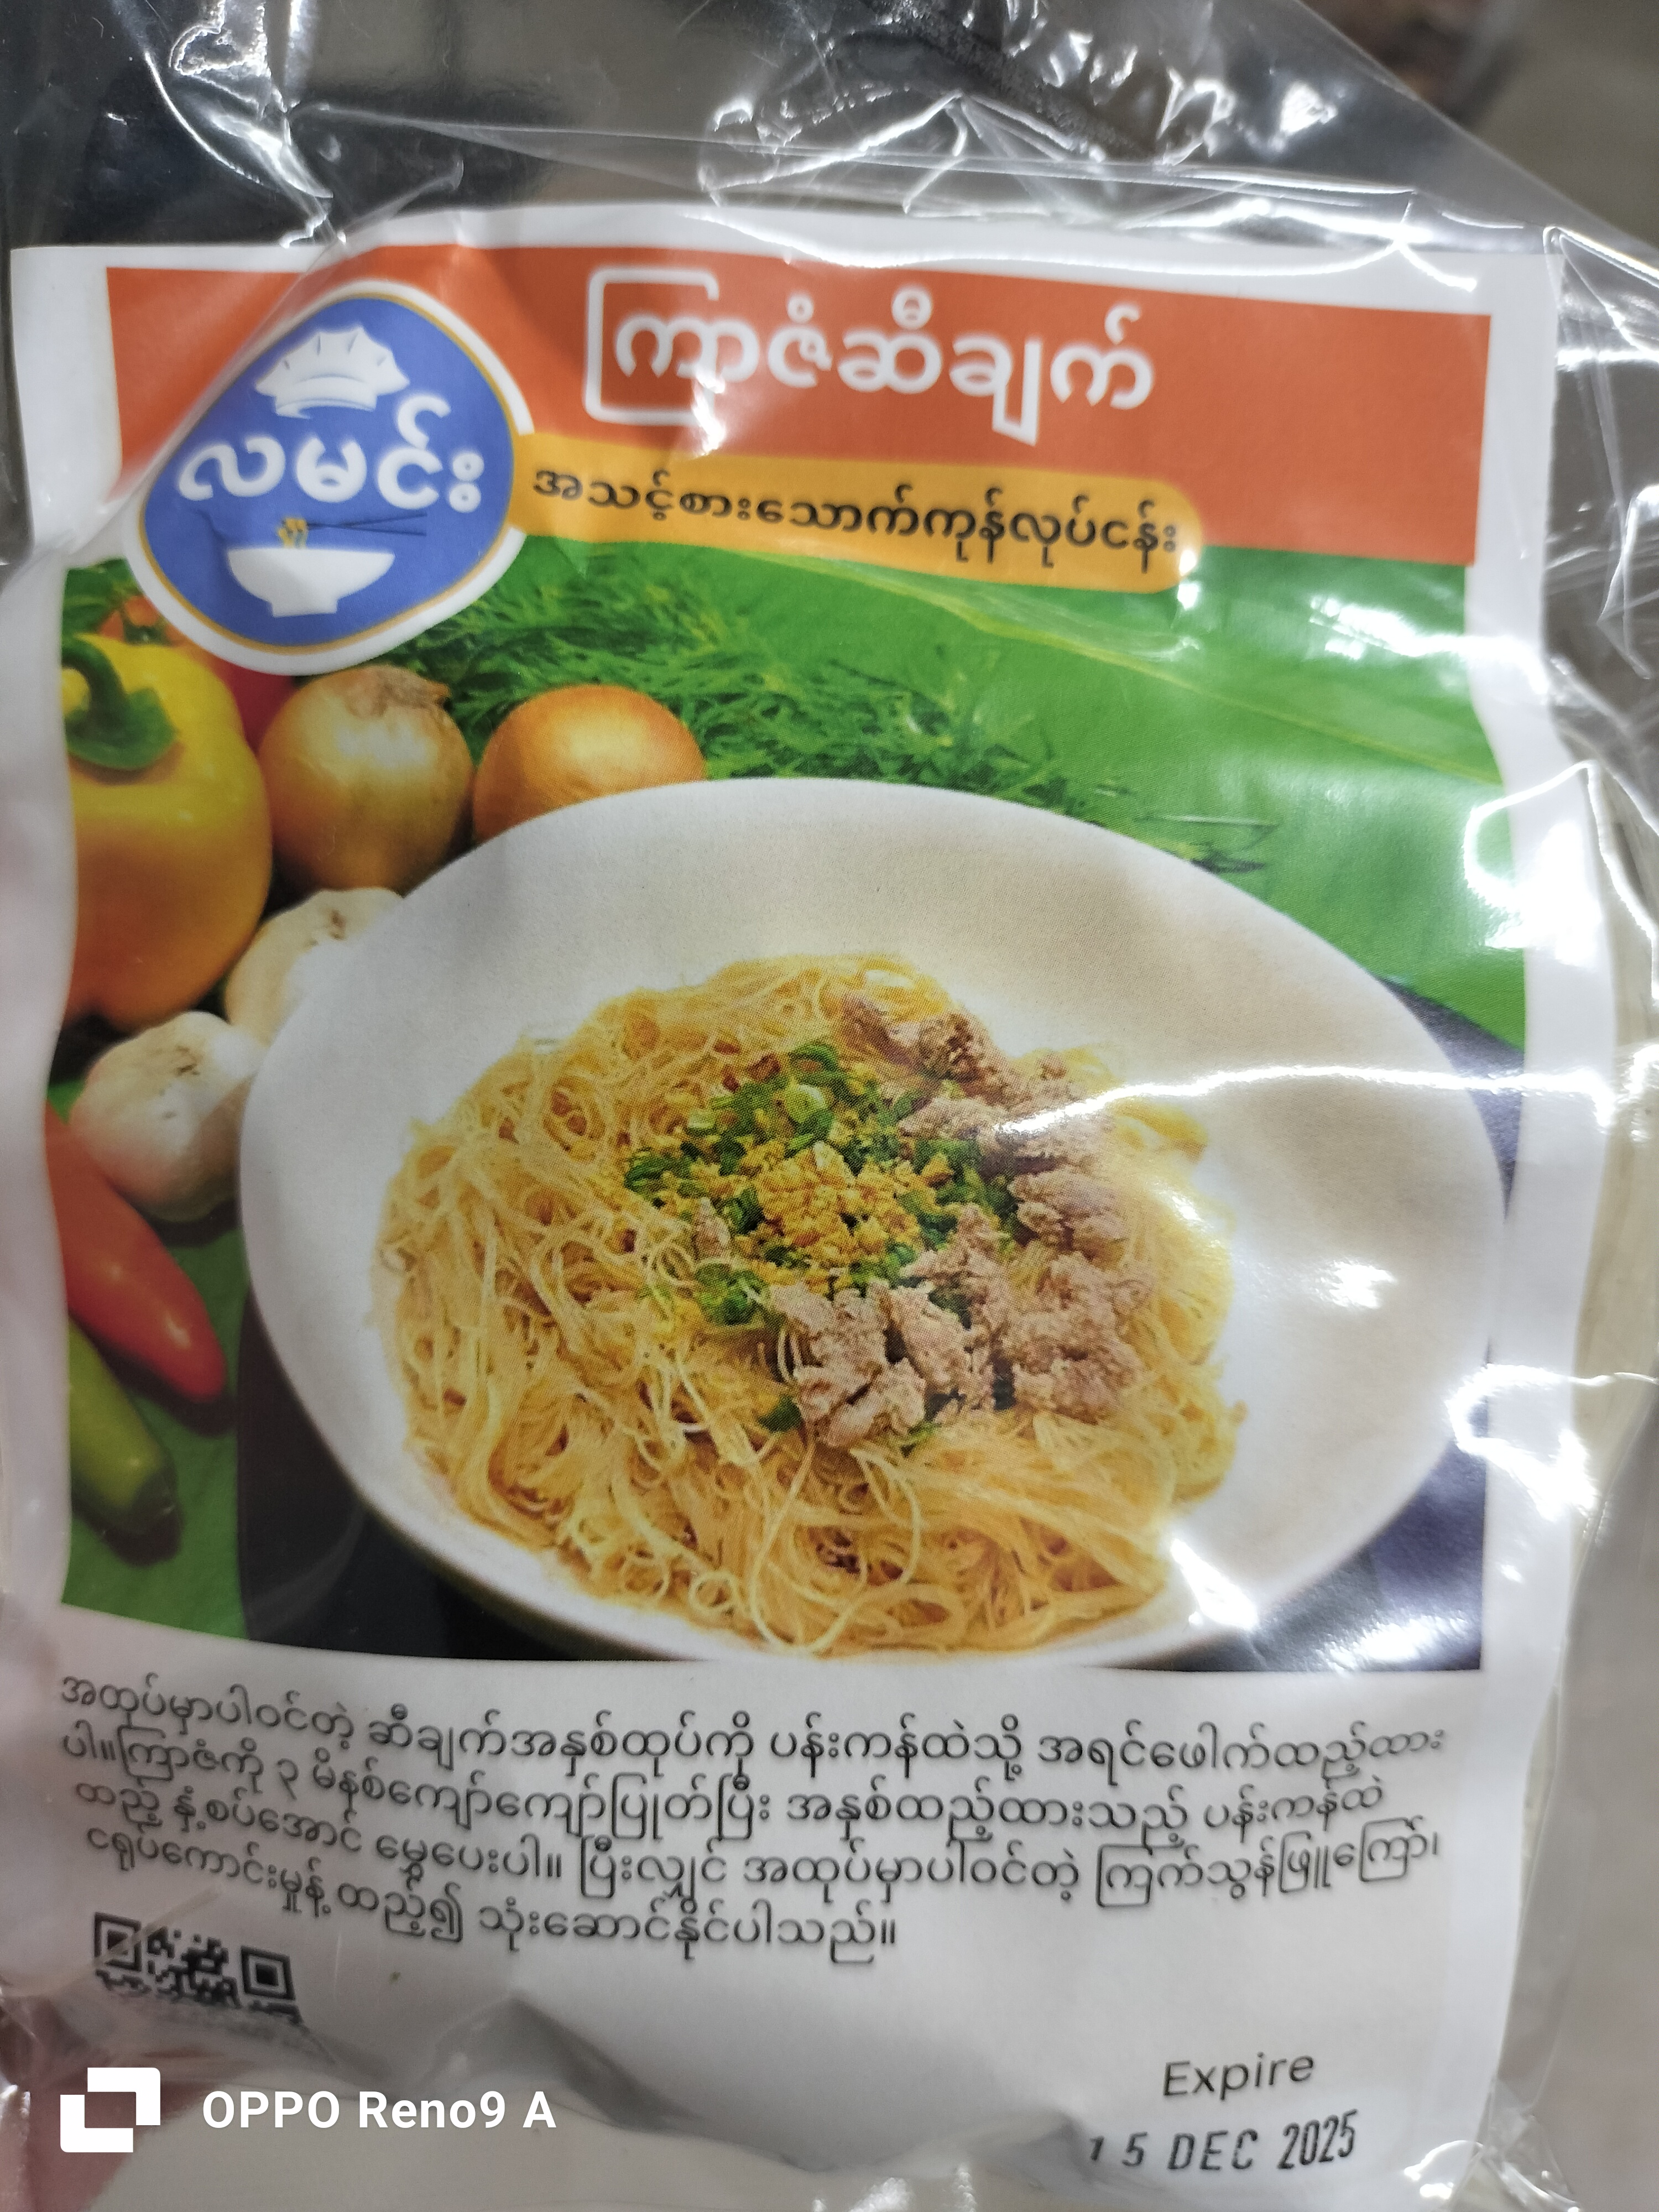 ကြာဇံဆီချက်
လမင်း
အသင့်စားသောက်ကုန်လုပ်ငန်း
အထုပ်မှာပါဝင်တဲ့ ဆီချက်အနှစ်ထုပ်ကို ပန်းကန်ထဲသို့ အရင်ဖေါက်ထည့်ထား
ပါ။ကြာဇံကို ၃ မိနစ်ကျော်ကျော်ပြုတ်ပြီး အနှစ်ထည့်ထားသည့် ပန်းကန်ထဲ
ထည့် နှံ့စပ်အောင် မွှေပေးပါ။ ပြီးလျှင် အထုပ်မှာပါဝင်တဲ့ ကြက်သွန်ဖြူကြော်၊
ငရုပ်ကောင်းမှုန့် ထည့်၍ သုံးဆောင်နိုင်ပါသည်။
Expire
15 DEC 2025
OPPO Reno9 A